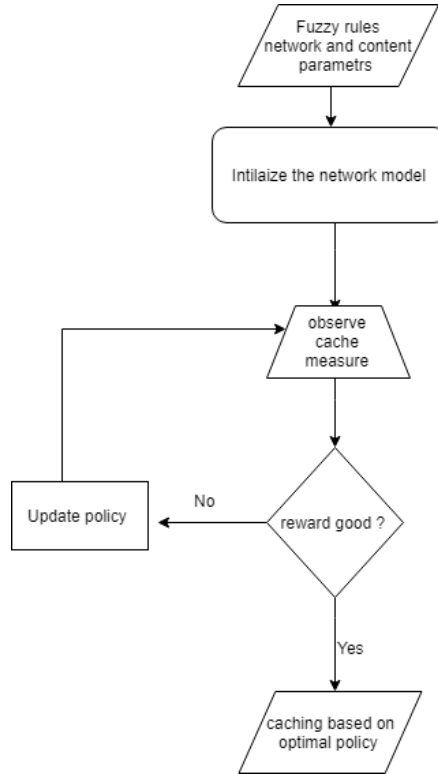 Fuzzy rules
network and content
parametrs
Intilaize the network model
observe
cache
measure
reward good ?
No
Update policy
Yes
caching based on
optimal policy